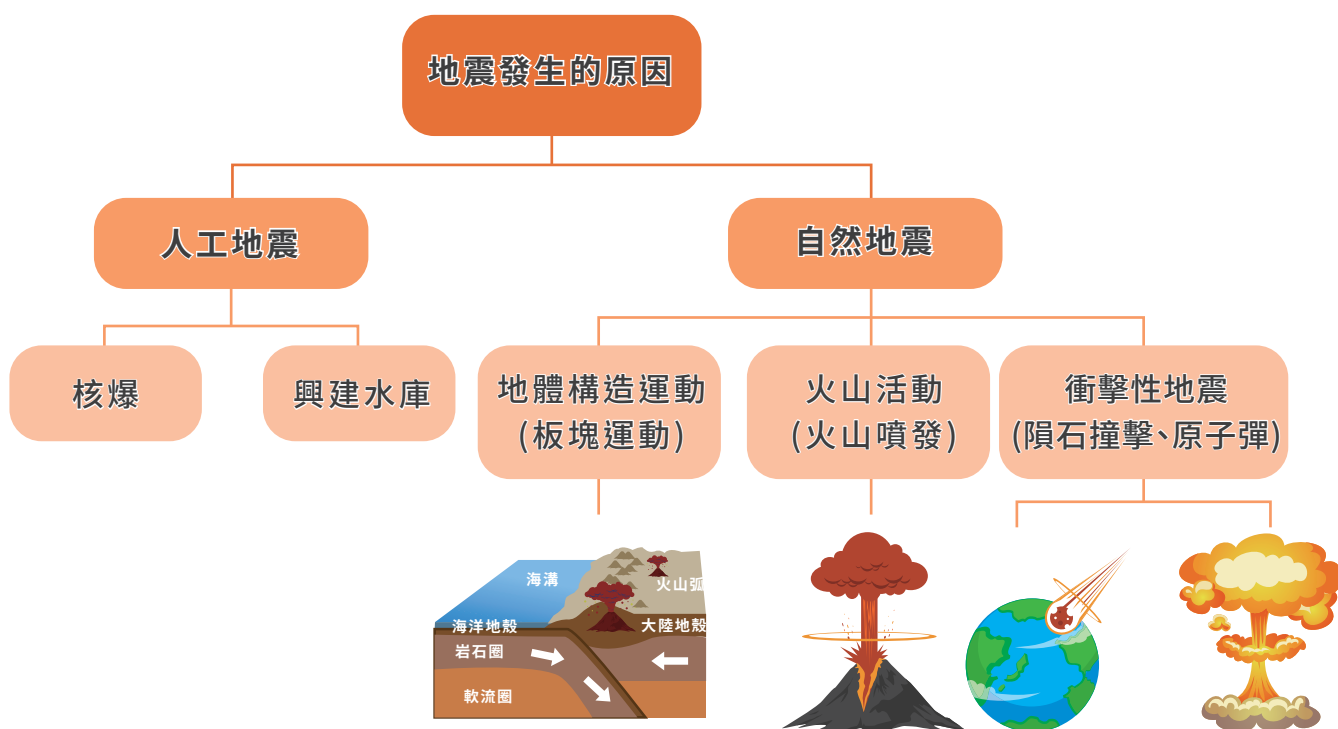 地震發生的原因
人工地震
自然地震
核爆
興建水庫
地體構造運動
(板塊運動)
火山活動
(火山噴發)
衝擊性地震
(隕石撞擊、原子彈)
海溝
火山弧
海洋地殼
大陸地殼
岩石圈
軟流圈